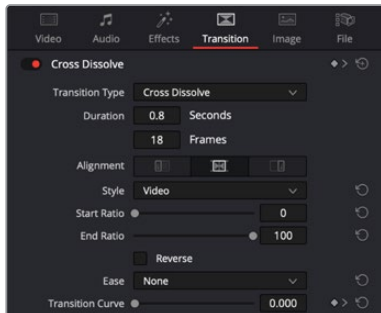 Video Audio Effects Transition Image File
Cross Dissolve
Transition Type Cross Dissolve
Duration 0.8 Seconds
18 Frames
Alignment
Style Video
Start Ratio 0
End Ratio 100
Reverse
Ease None
Transition Curve 0.000